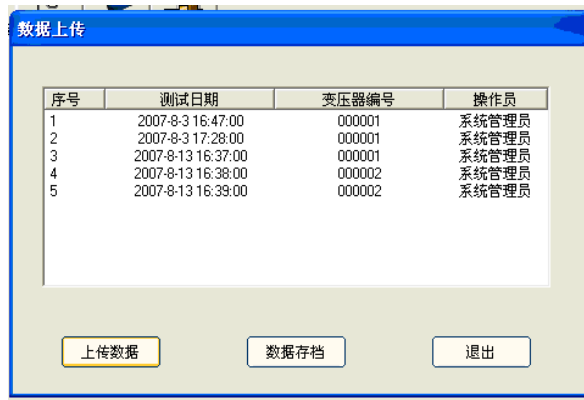 数据上传
序号 测试日期 变压器编号 操作员
1 2007-8-3 16:47:00 000001 系统管理员
2 2007-8-3 17:28:00 000001 系统管理员
3 2007-8-13 16:37:00 000001 系统管理员
4 2007-8-13 16:38:00 000002 系统管理员
5 2007-8-13 16:39:00 000002 系统管理员
上传数据 数据存档 退出